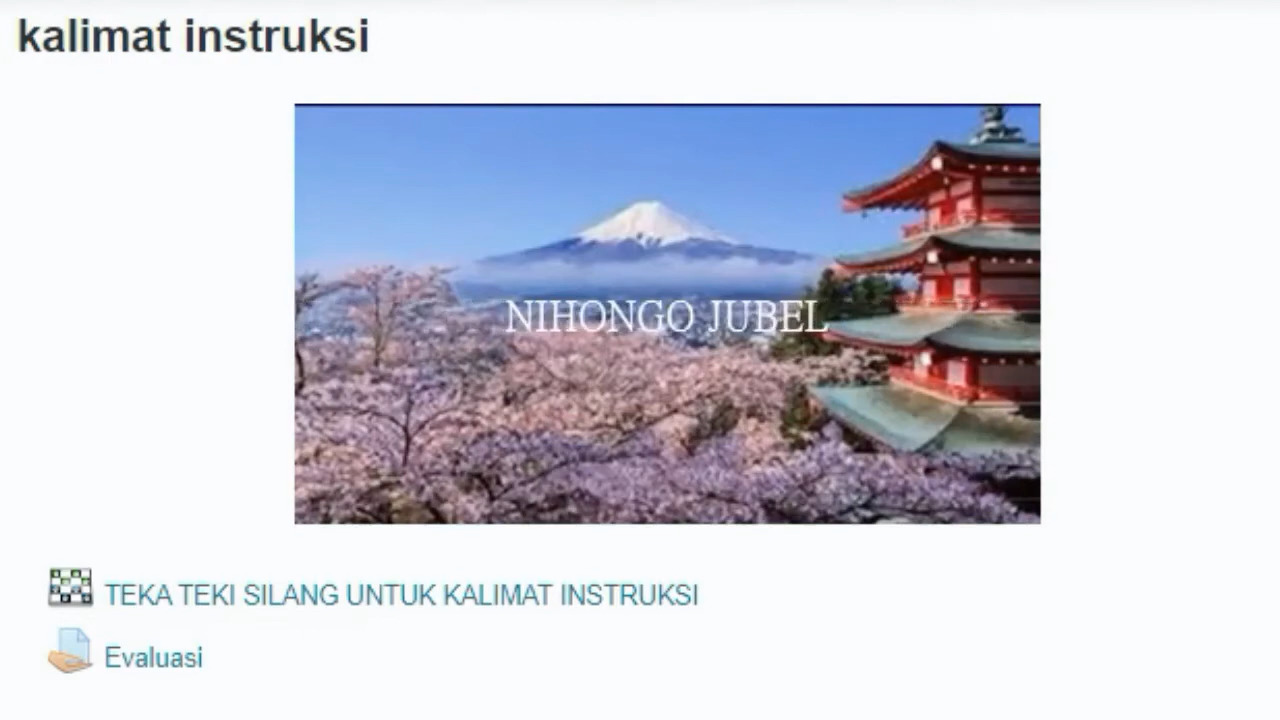 kalimat instruksi
NIHONGO JUBEL
TEKA TEKI SILANG UNTUK KALIMAT INSTRUKSI
Evaluasi